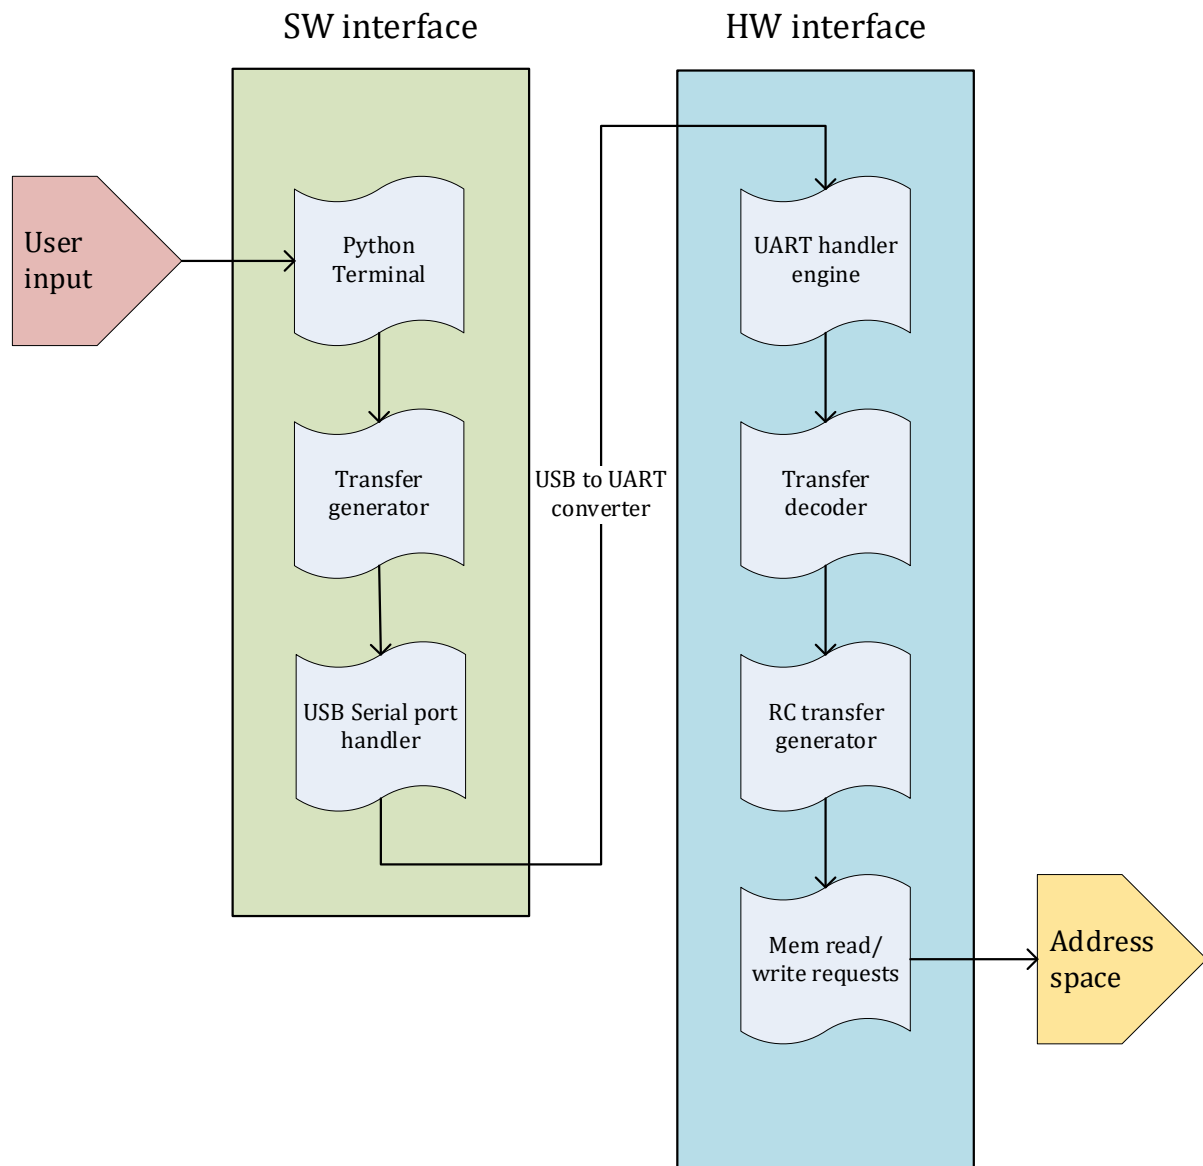 SW interface
HW interface
User
input
Python
Terminal
Transfer
generator
USB Serial port
handler
USB to UART
converter
UART handler
engine
Transfer
decoder
RC transfer
generator
Mem read/
write requests
Address
space